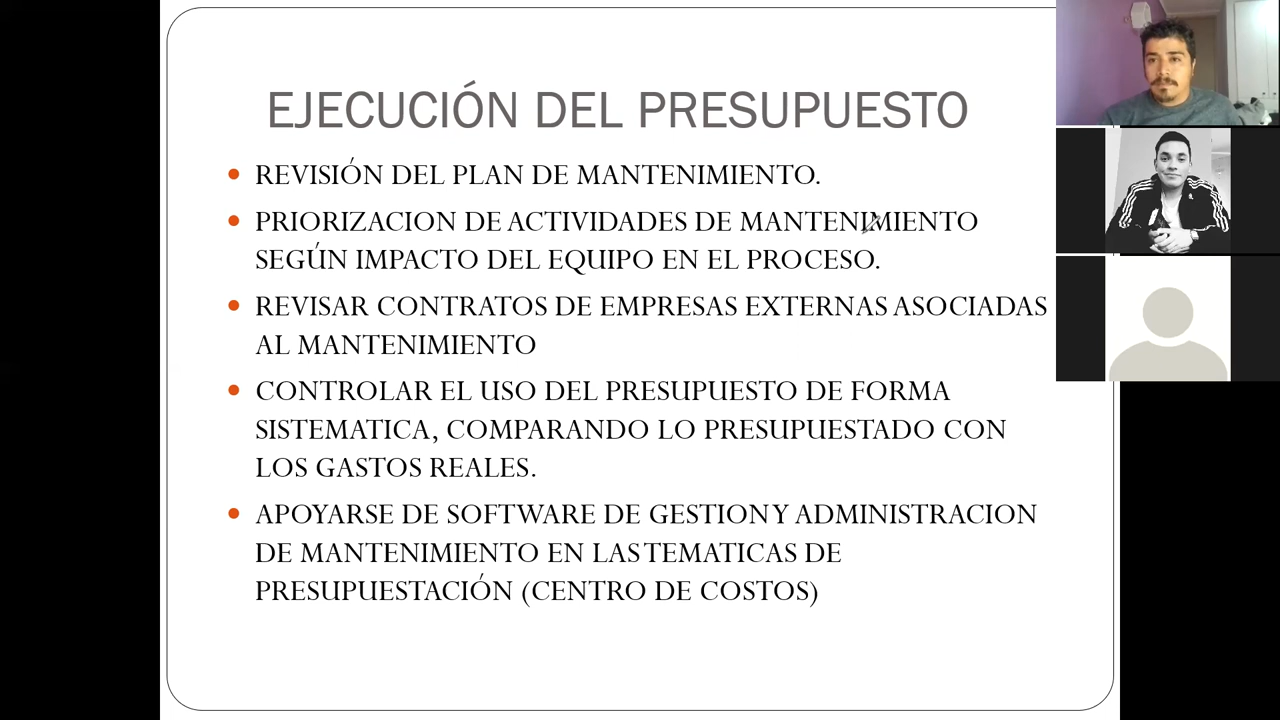 EJECUCIÓN DEL PRESUPUESTO
REVISIÓN DEL PLAN DE MANTENIMIENTO.
PRIORIZACION DE ACTIVIDADES DE MANTENIMIENTO
SEGÚN IMPACTO DEL EQUIPO EN EL PROCESO.
REVISAR CONTRATOS DE EMPRESAS EXTERNAS ASOCIADAS
AL MANTENIMIENTO
CONTROLAR EL USO DEL PRESUPUESTO DE FORMA
SISTEMATICA, COMPARANDO LO PRESUPUESTADO CON
LOS GASTOS REALES.
APOYARSE DE SOFTWARE DE GESTION Y ADMINISTRACION
DE MANTENIMIENTO EN LAS TEMATICAS DE
PRESUPUESTACIÓN (CENTRO DE COSTOS)